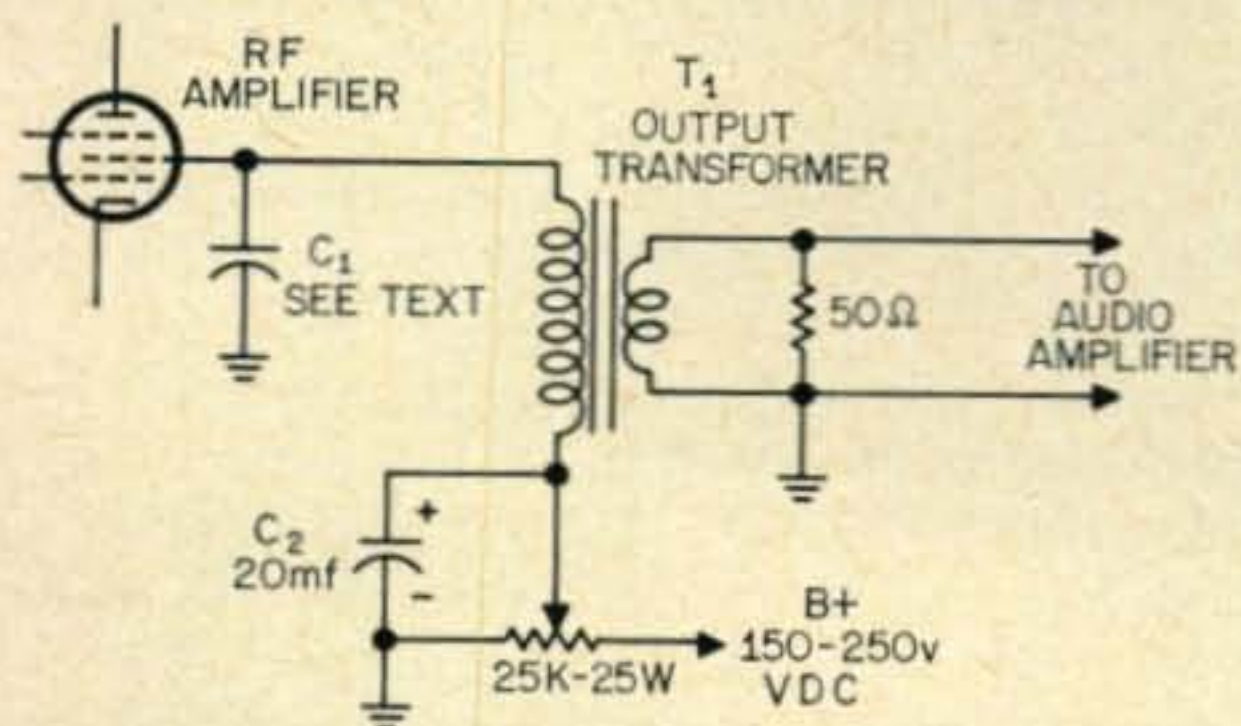 RF
AMPLIFIER
T1
OUTPUT
TRANSFORMER
C1
SEE TEXT
50Ω
TO
AUDIO
AMPLIFIER
C2
20mf
+
-
25K-25W
B+
150-250v
VDC